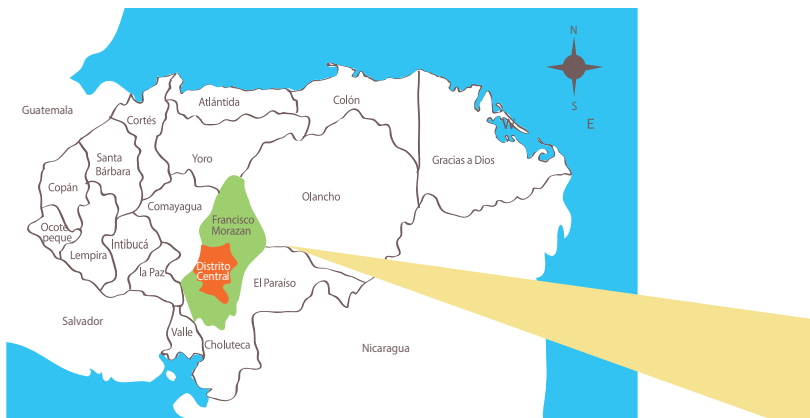 N
S
W
E
Guatemala
Atlántida
Colón
Cortés
Yoro
Gracias a Dios
Santa
Bárbara
Copán
Olancho
Comayagua
Francisco
Morazan
Ocote
peque
Intibucá
Lempira
la Paz
Distrito
Central
El Paraíso
Salvador
Valle
Choluteca
Nicaragua